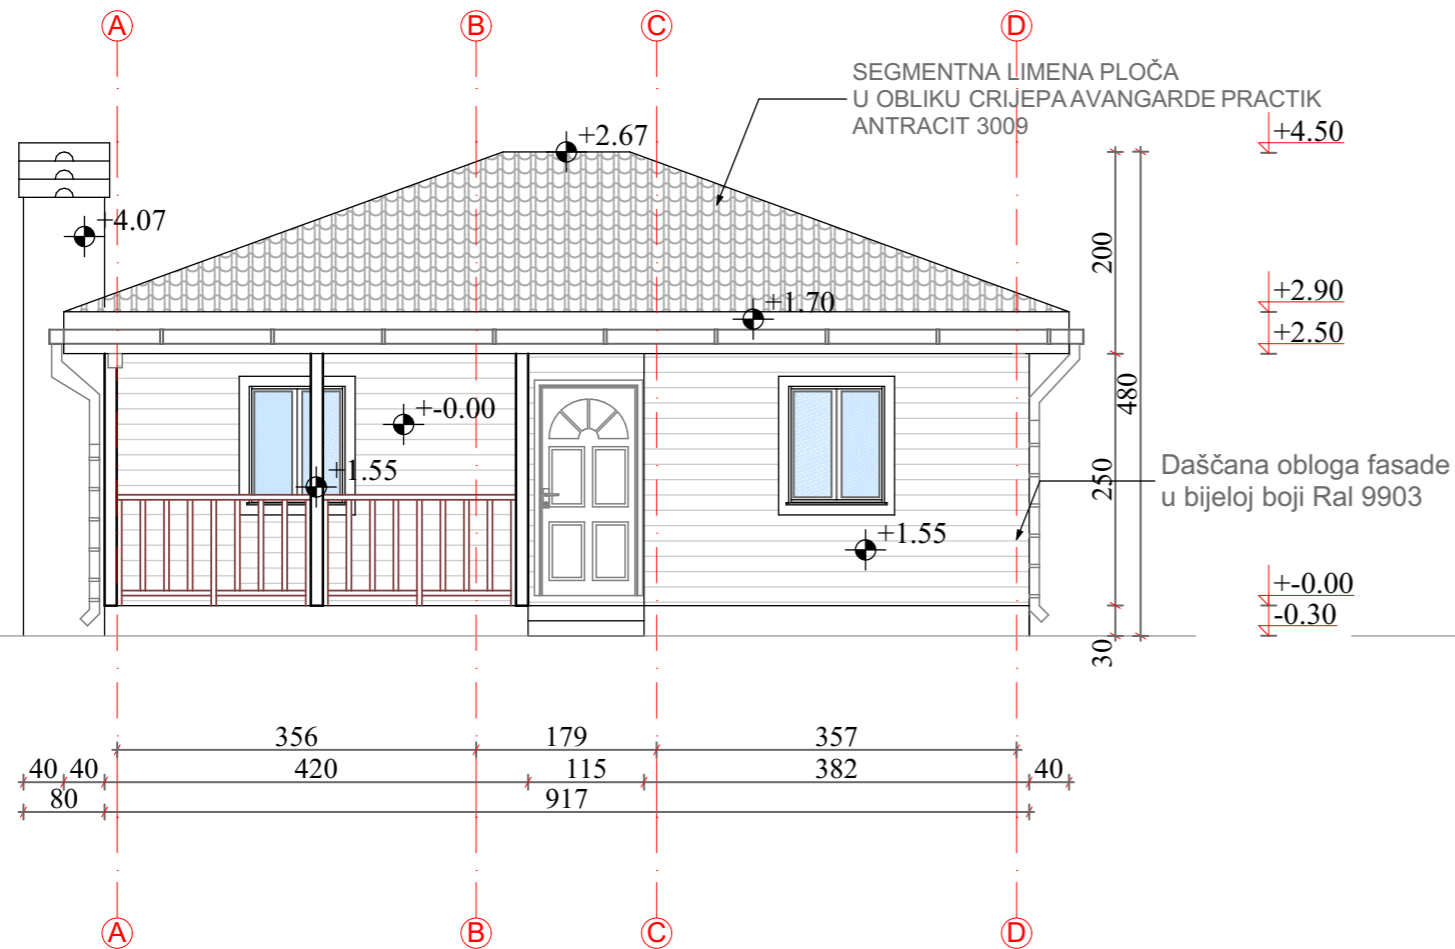 A B C D
SEGMENTNA LIMENA PLOČA
U OBLIKU CRIJEPA AVANGARDE PRACTIK
ANTRACIT 3009
+4.50
+2.67
+4.07
200
+2.90
+1.70
+2.50
480
+-0.00
Daščana obloga fasade
u bijeloj boji Ral 9903
250
+1.55
+1.55
+-0.00
-0.30
30
356 179 357
40 40 420 115 382 40
80 917
A B C D